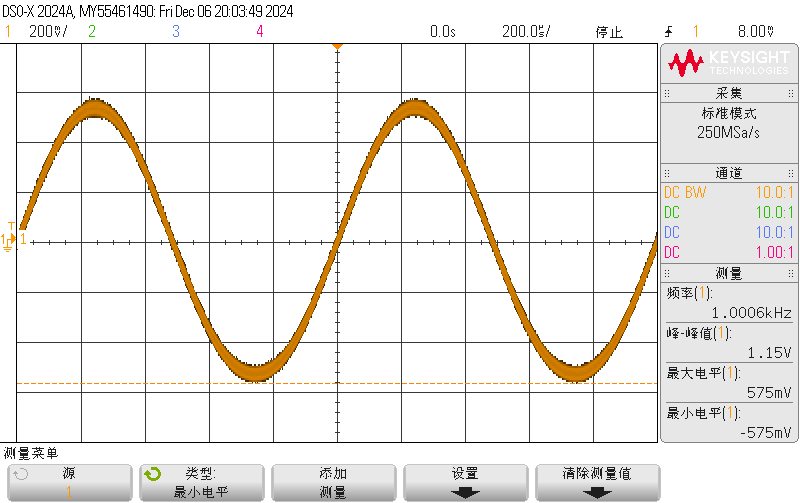 DSO-X 2024A, MY55461490: Fri Dec 06 20:03:49 2024
1 200mV/ 2 3 4 0.0s 200.0us/ 停止 1 8.00V
KEYSIGHT
TECHNOLOGIES
采集
标准模式
250MSa/s
通道
DC BW 10.0:1
DC 10.0:1
DC 10.0:1
DC 1.00:1
测量
频率(1):
1.0006kHz
峰-峰值(1):
1.15V
最大电平(1):
575mV
最小电平(1):
-575mV
T
1 1
测量菜单
源
1
类型:
最小电平
添加
测量
设置
清除测量值